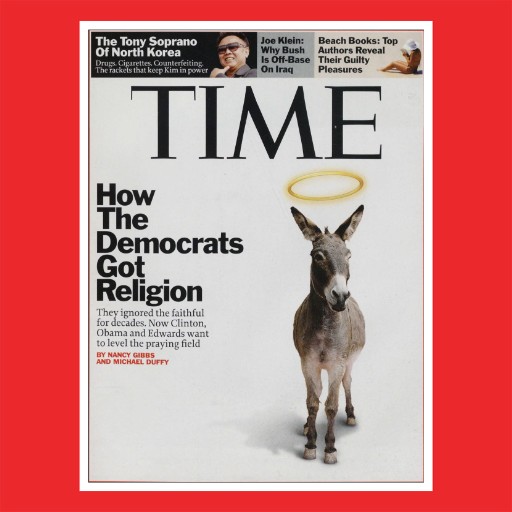 The Tony Soprano
Of North Korea
Drugs. Cigarettes. Counterfeiting.
The rackets that keep Kim in power
Joe Klein:
Why Bush
Is Off-Base
On Iraq
Beach Books: Top
Authors Reveal
Their Guilty
Pleasures
TIME
How
The
Democrats
Got
Religion
They ignored the faithful
for decades. Now Clinton,
Obama and Edwards want
to level the praying field
BY NANCY GIBBS
AND MICHAEL DUFFY